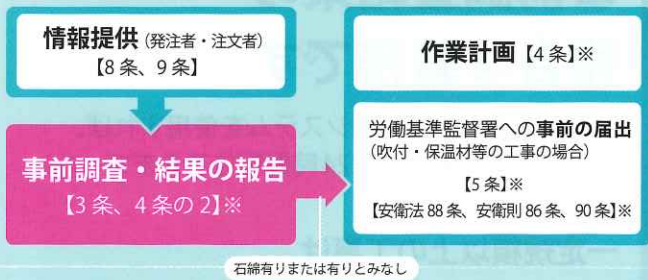 情報提供(発注者・注文者)
【8条、9条】
事前調査・結果の報告
【3条、4条の2】※
作業計画【4条】※
労働基準監督署への事前の届出
(吹付・保温材等の工事の場合)
【5条】※
【安衛法88条、安衛則86条、90条】※
石綿有りまたは有りとみなし